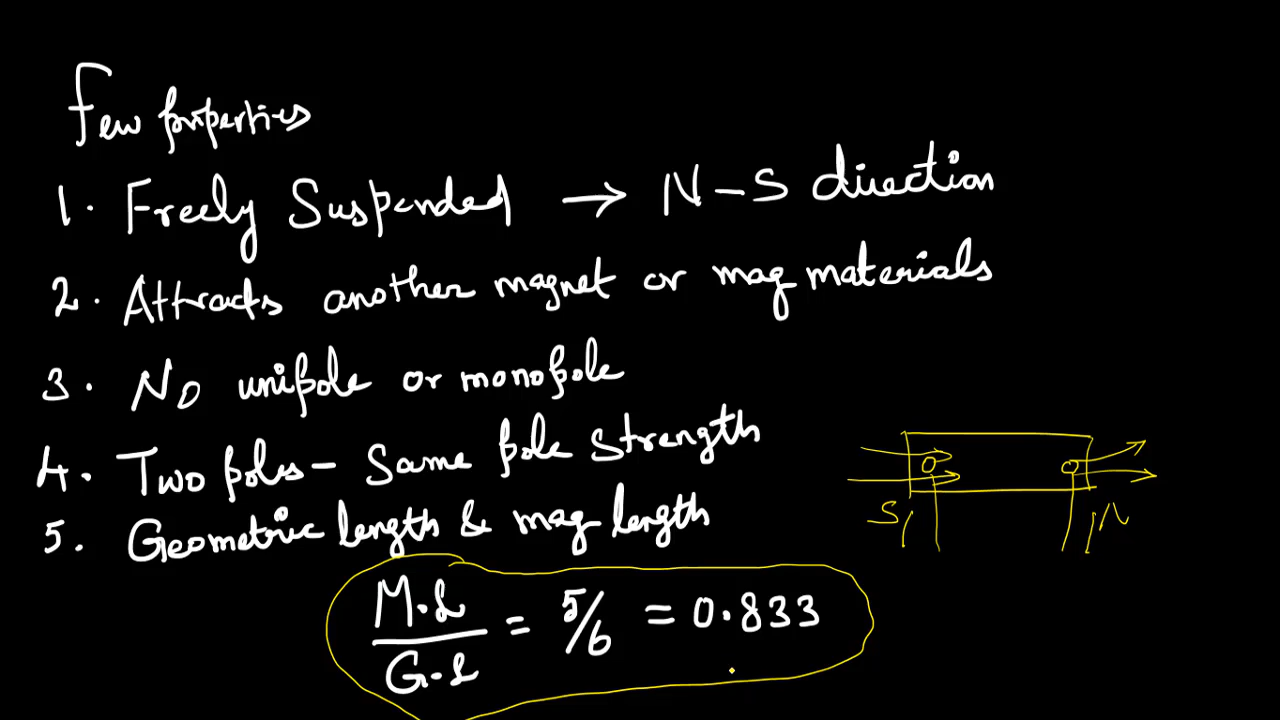 Few properties
1. Freely Suspended → N-S direction
2. Attracts another magnet or mag materials
3. No unipole or monopole
4. Two poles - Same pole strength
5. Geometric length & mag length
S N
M.L / G.L = 5/6 = 0.833